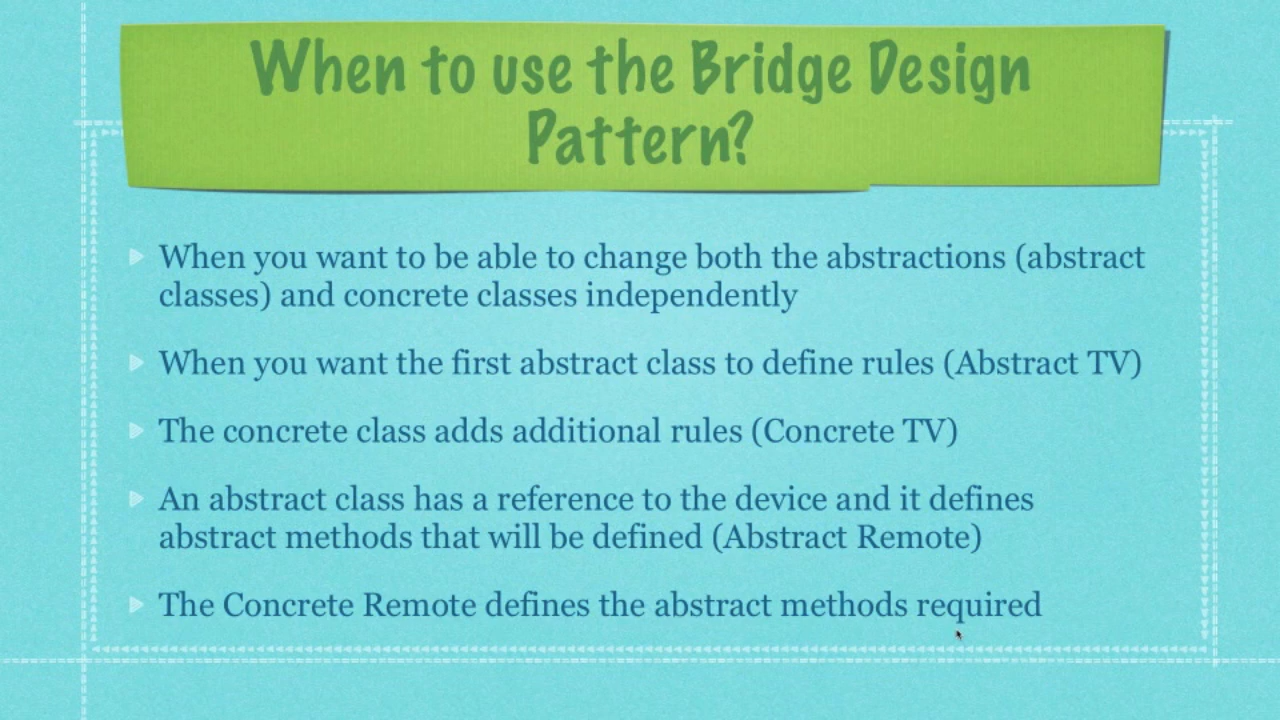 When to use the Bridge Design
Pattern?
When you want to be able to change both the abstractions (abstract
classes) and concrete classes independently
When you want the first abstract class to define rules (Abstract TV)
The concrete class adds additional rules (Concrete TV)
An abstract class has a reference to the device and it defines
abstract methods that will be defined (Abstract Remote)
The Concrete Remote defines the abstract methods required